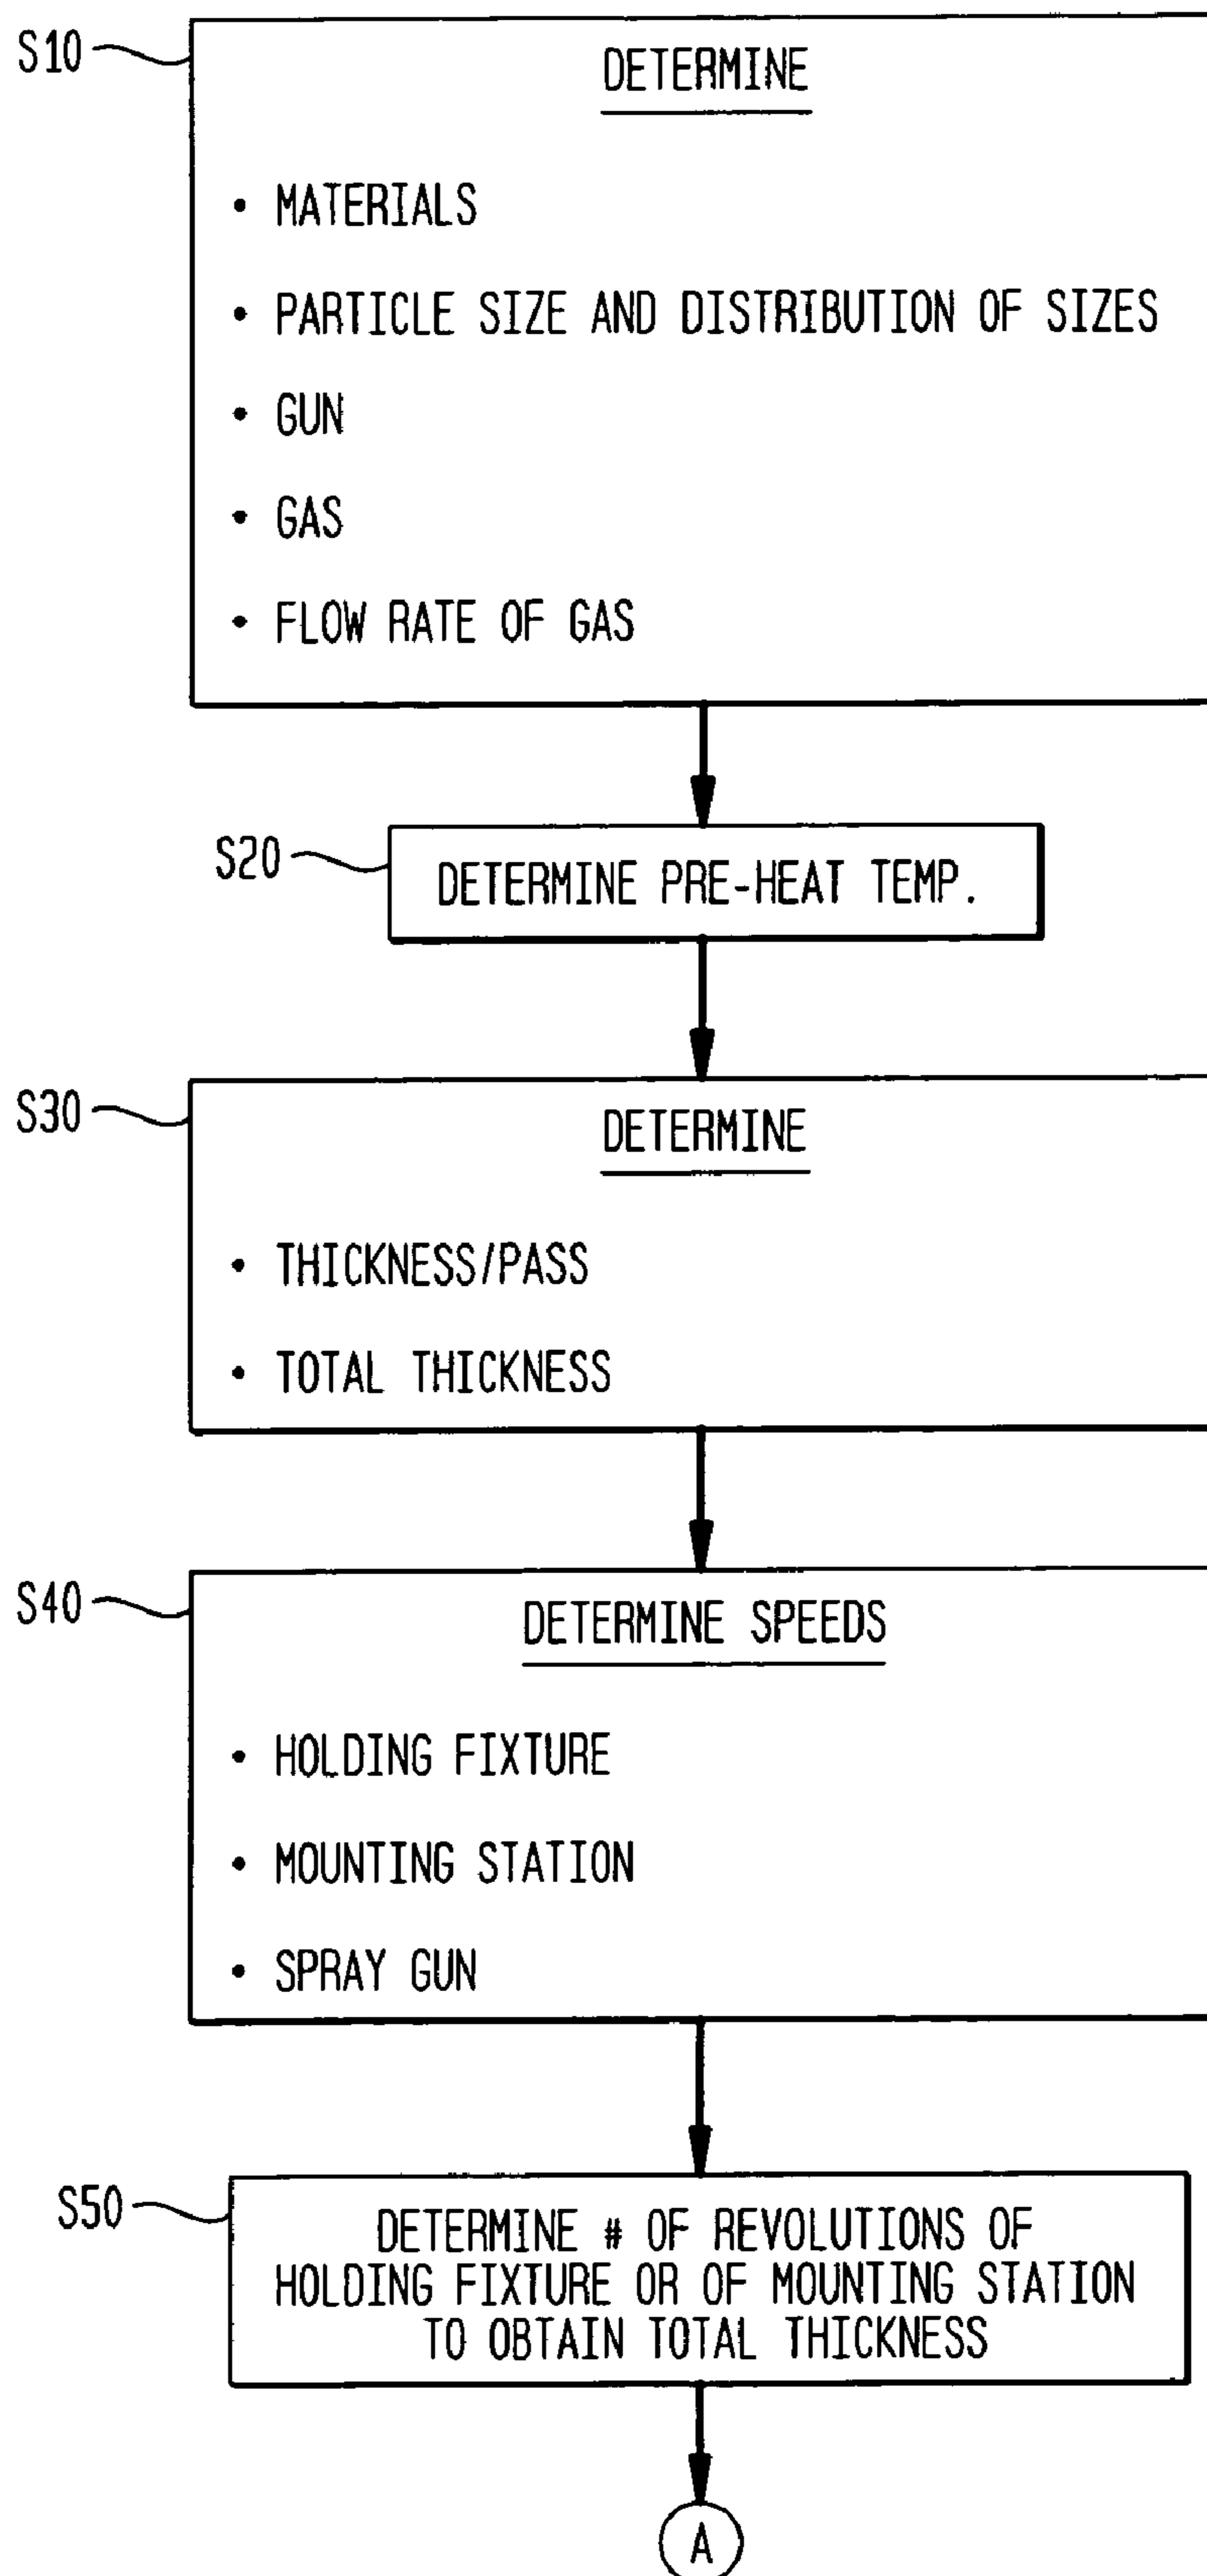 S10
DETERMINE
• MATERIALS
• PARTICLE SIZE AND DISTRIBUTION OF SIZES
• GUN
• GAS
• FLOW RATE OF GAS
S20
DETERMINE PRE-HEAT TEMP.
S30
DETERMINE
• THICKNESS/PASS
• TOTAL THICKNESS
S40
DETERMINE SPEEDS
• HOLDING FIXTURE
• MOUNTING STATION
• SPRAY GUN
S50
DETERMINE # OF REVOLUTIONS OF
HOLDING FIXTURE OR OF MOUNTING STATION
TO OBTAIN TOTAL THICKNESS
A